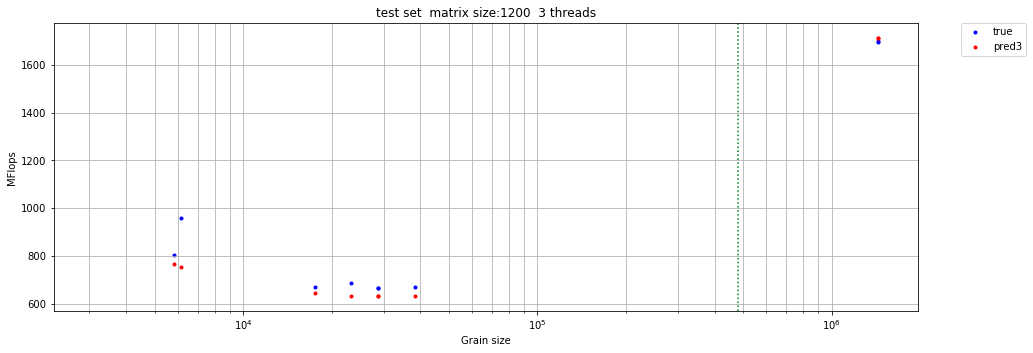 test set  matrix size:1200  3 threads
true
pred3
MFlops
1600
1400
1200
1000
800
600
10^4
10^5
10^6
Grain size